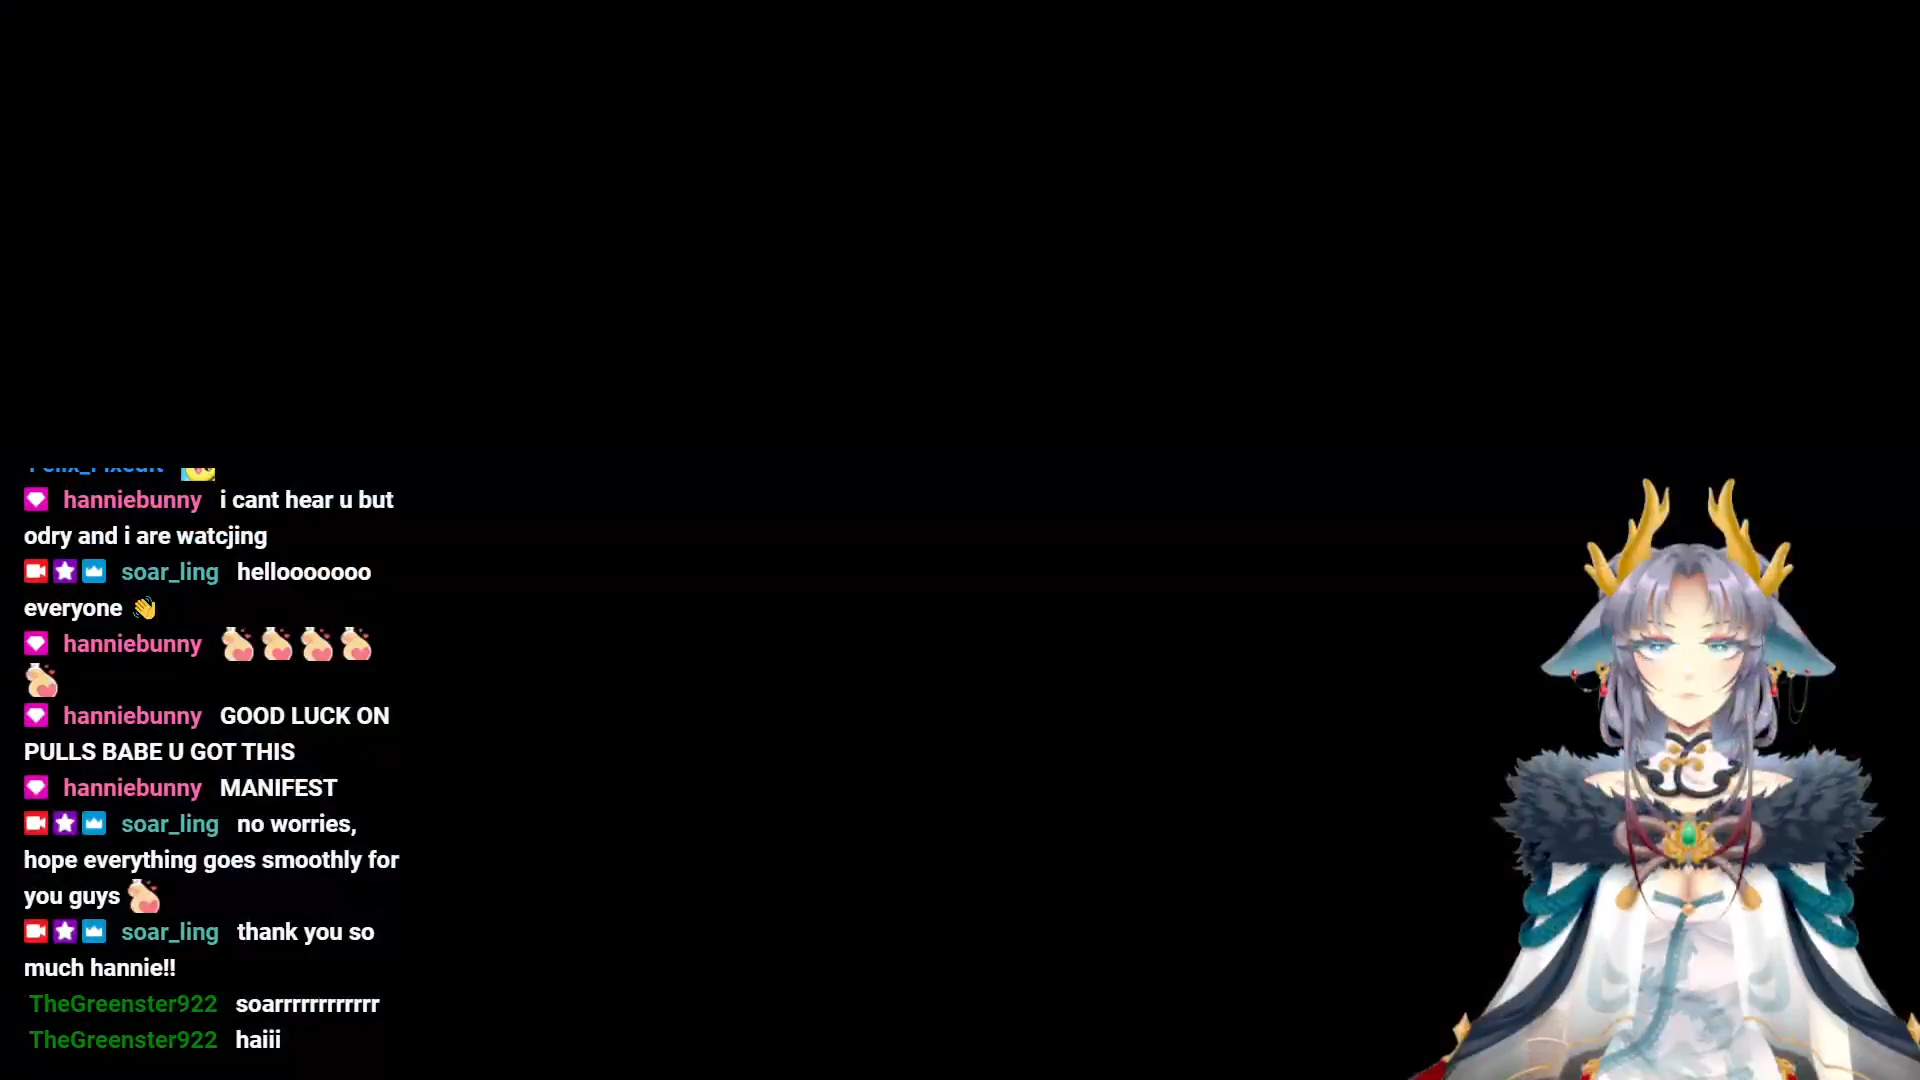 hanniebunny i cant hear u but
odry and i are watcjing
soar_ling hellooooooo
everyone 👋
hanniebunny
hanniebunny GOOD LUCK ON
PULLS BABE U GOT THIS
hanniebunny MANIFEST
soar_ling no worries,
hope everything goes smoothly for
you guys
soar_ling thank you so
much hannie!!
TheGreenster922 soarrrrrrrrrrrr
TheGreenster922 haiii